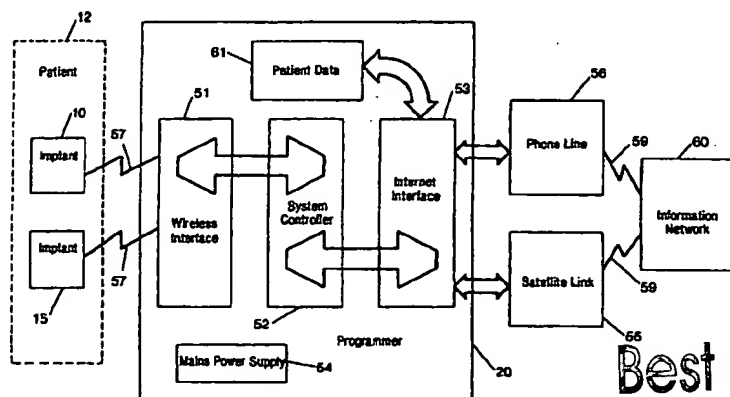 12
Patient
10
Implant
57
Implant
15
57
61
Patient Data
51
53
Wireless
Interface
System
Controller
52
Internet
Interface
Programmer
Mains Power Supply
54
20
56
Phone Line
59
60
Information
Network
Satellite Link
59
55
Best